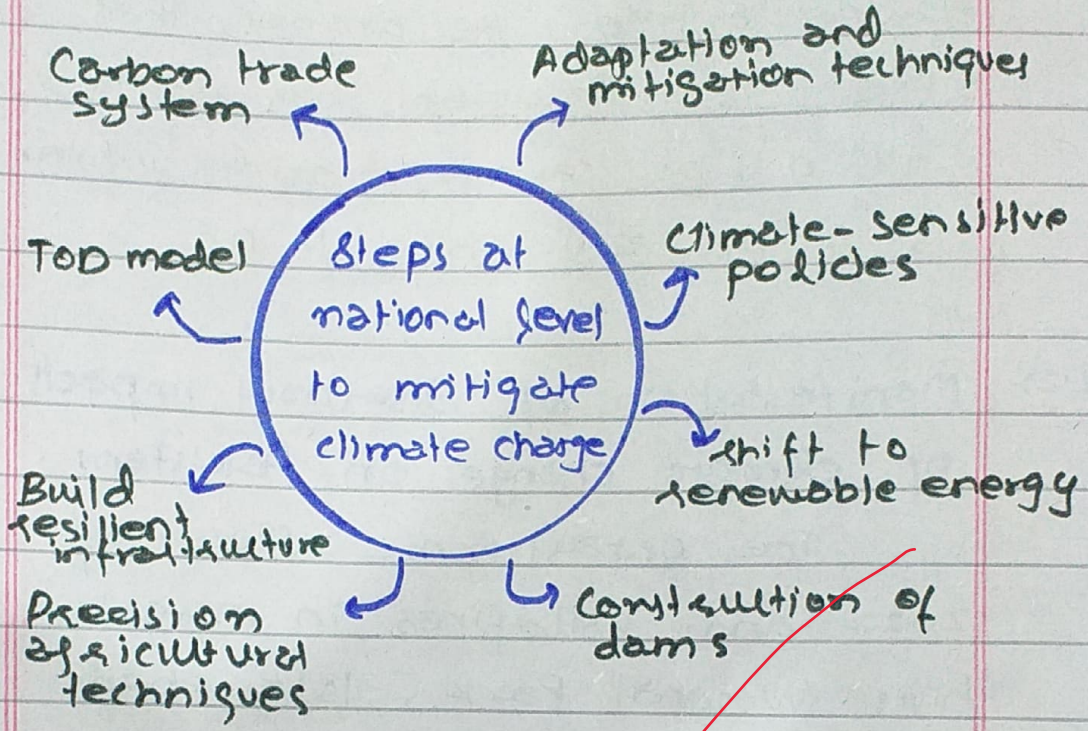 Carbon trade
system
Adaptation and
mitigation techniques
TOD model
Climate-sensitive
policies
Steps at
national level
to mitigate
climate change
Build
resilient
infrastructure
shift to
renewable energy
Precision
agricultural
techniques
Construction of
dams